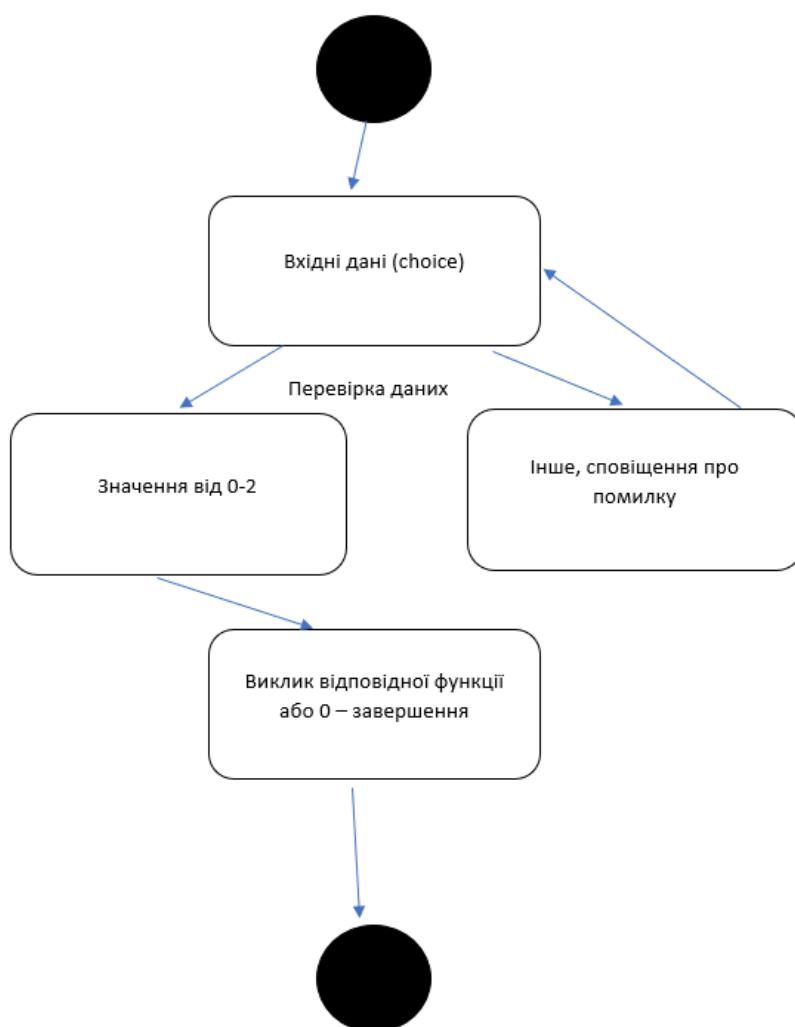 Вхідні дані (choice)
Перевірка даних
Значення від 0-2
Інше, сповіщення про
помилку
Виклик відповідної функції
або 0 – завершення